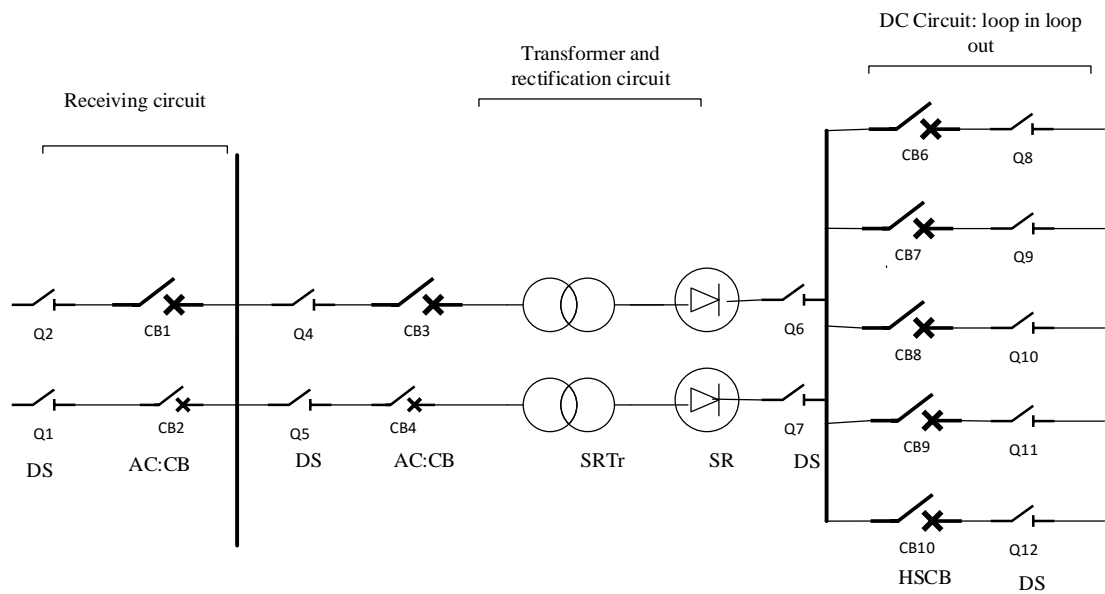 DC Circuit: loop in loop
out
Transformer and
rectification circuit
Receiving circuit
CB6
Q8
CB7
Q9
Q2
CB1
Q4
CB3
Q6
CB8
Q10
Q1
CB2
Q5
CB4
Q7
CB9
Q11
DS
AC:CB
DS
AC:CB
SRTr
SR
DS
CB10
Q12
HSCB
DS